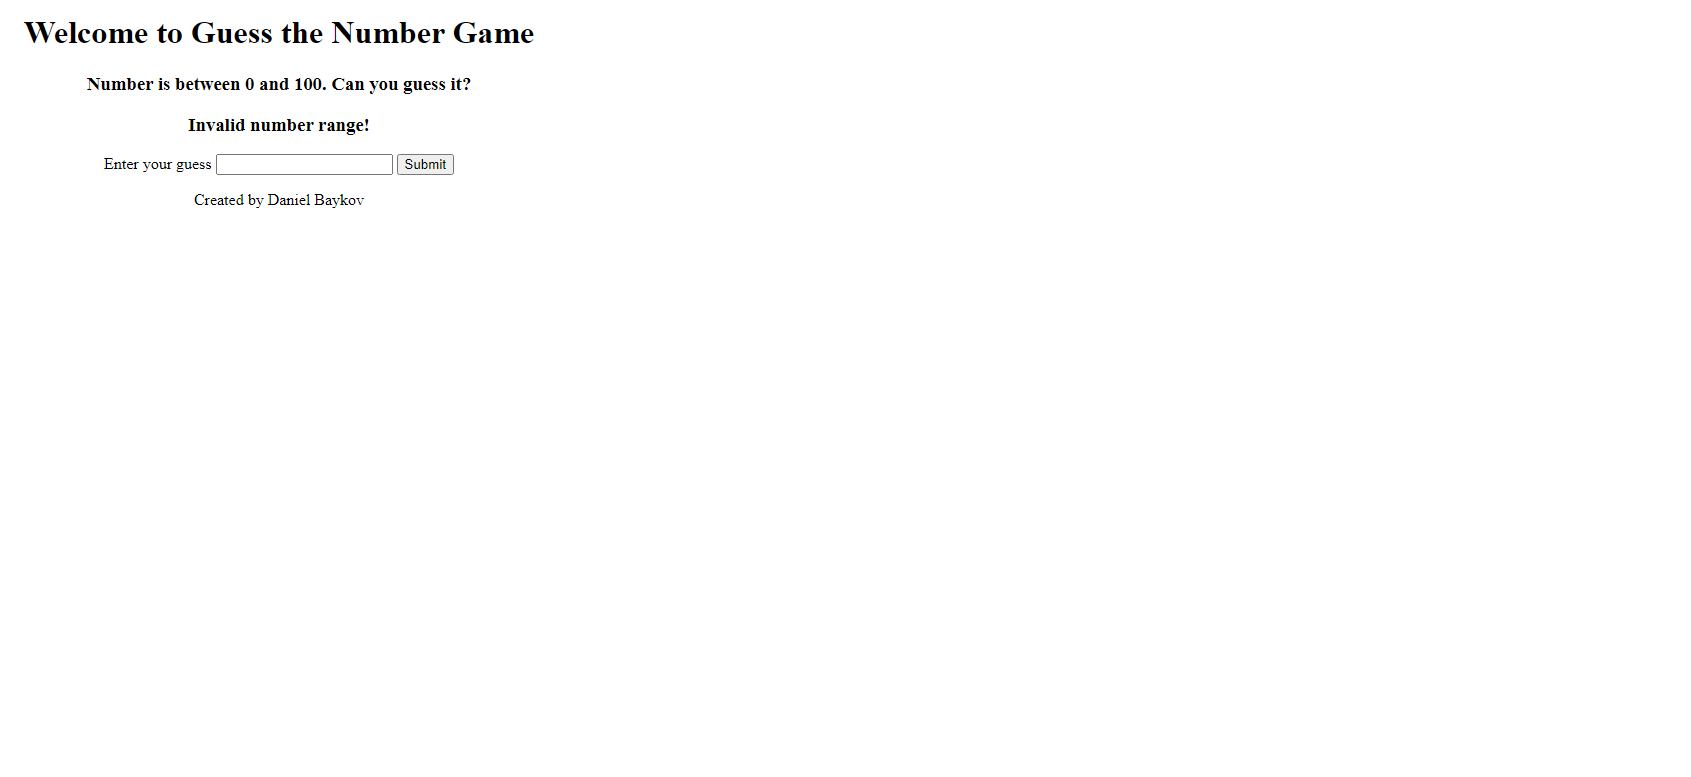 Welcome to Guess the Number Game
Number is between 0 and 100. Can you guess it?
Invalid number range!
Enter your guess Submit
Created by Daniel Baykov